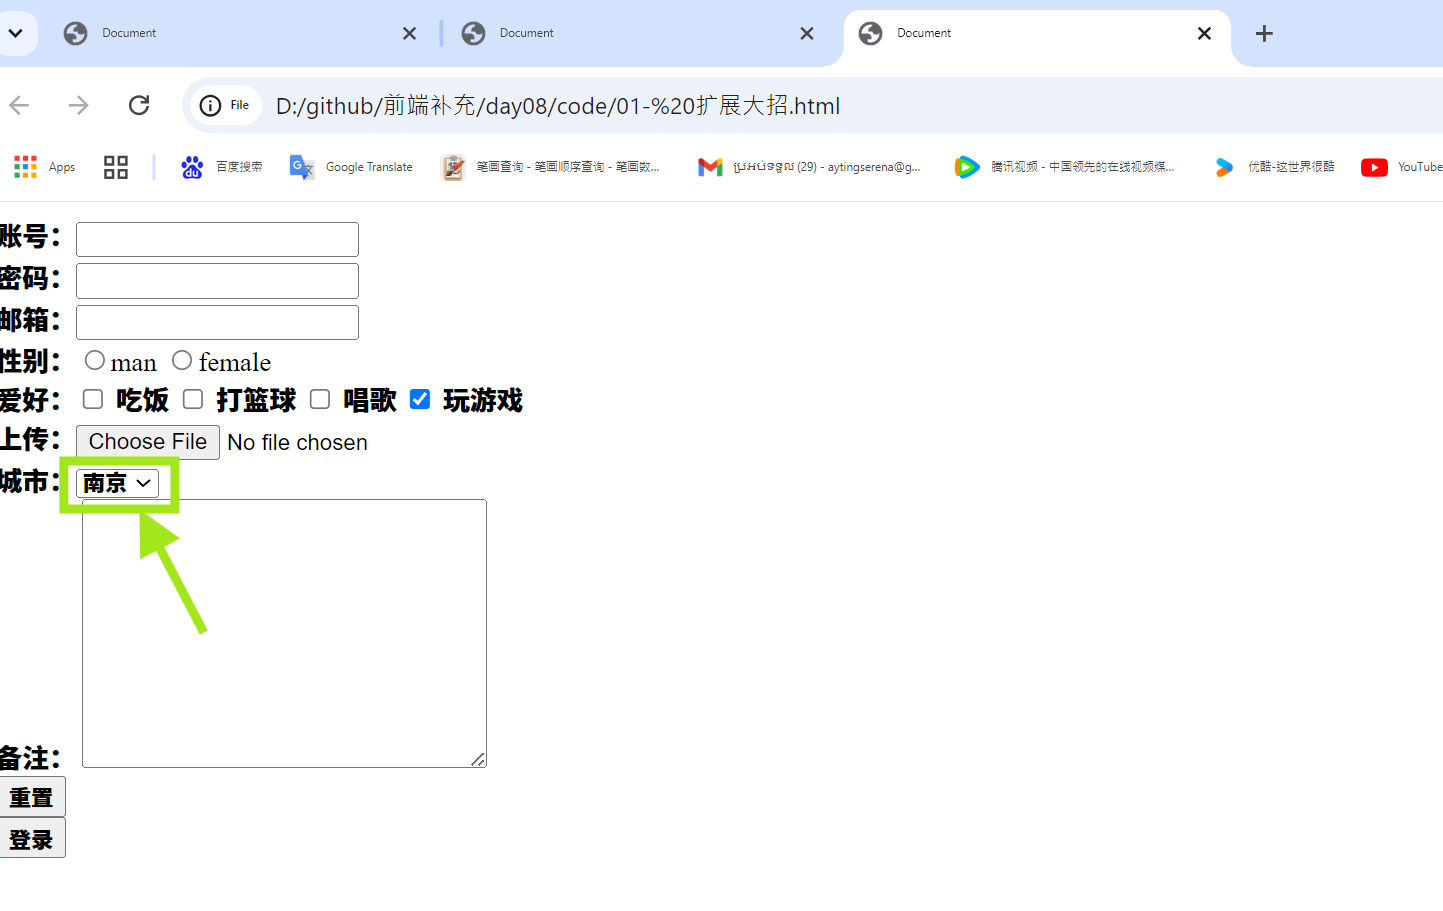 Document
Document
Document
File
D:/github/前端补充/day08/code/01-%20扩展大招.html
Apps
百度搜索
Google Translate
笔画查询 - 笔画顺序查询 - 笔画数...
ប្រអប់ទទួល (29) - aytingserena@g...
腾讯视频 - 中国领先的在线视频媒...
优酷-这世界很酷
YouTube
账号：
密码：
邮箱：
性别： man female
爱好： 吃饭 打篮球 唱歌 玩游戏
上传： Choose File No file chosen
城市： 南京
备注：
重置
登录